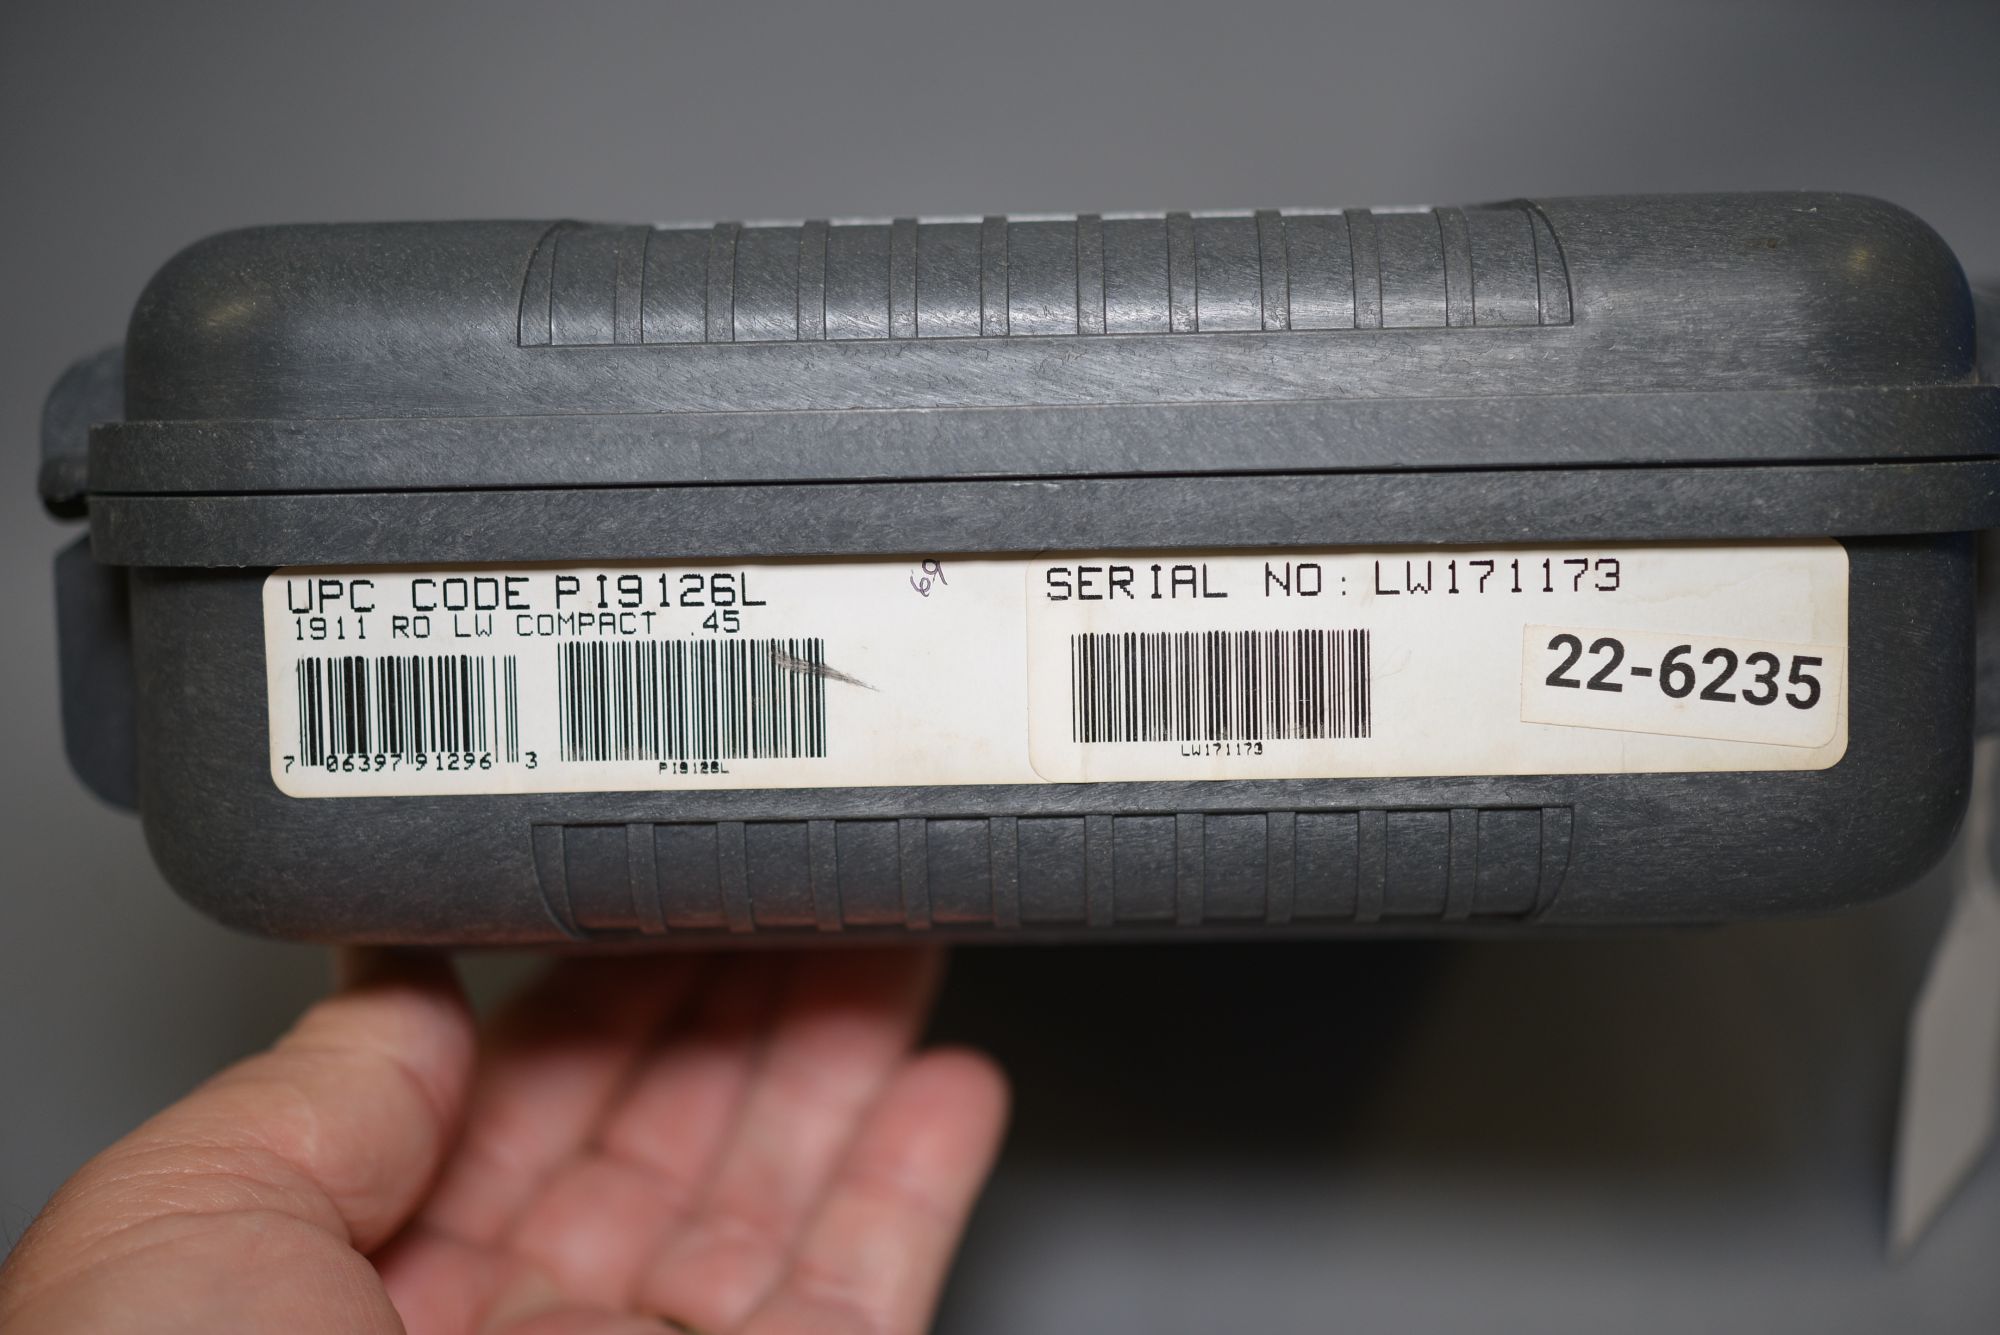 UPC CODE PI9126L
1911 RO LW COMPACT .45
7 06397 91296 3
PI9126L
69
SERIAL NO: LW171173
LW171173
22-6235